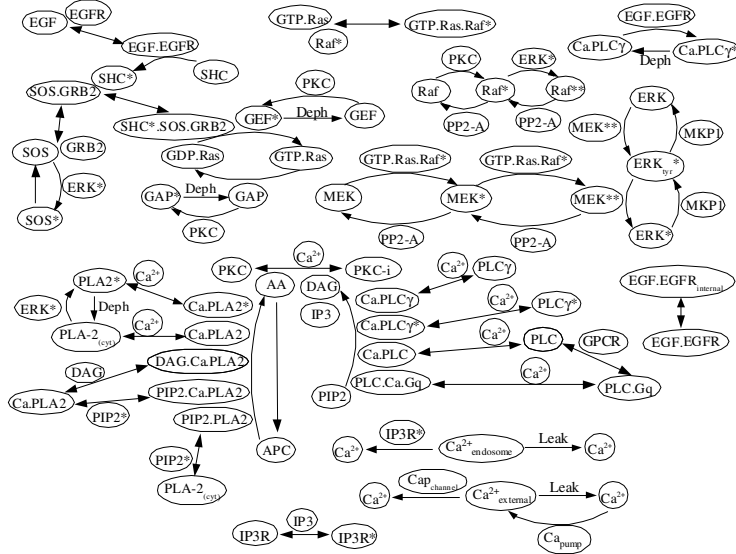 EGF
EGFR
EGF.EGFR
SHC*
SHC
SOS.GRB2
SHC*.SOS.GRB2
SOS
GRB2
ERK*
SOS*
GTP.Ras
Raf*
GTP.Ras.Raf*
PKC
GEF*
Deph
GEF
GDP.Ras
GTP.Ras
GAP*
Deph
GAP
PKC
PKC
ERK*
Raf
Raf*
Raf**
PP2-A
PP2-A
EGF.EGFR
Ca.PLCγ
Ca.PLCγ*
Deph
GTP.Ras.Raf*
GTP.Ras.Raf*
MEK
MEK*
MEK**
PP2-A
PP2-A
ERK
MEK**
MKP1
ERK tyr *
MKP1
ERK*
PLA2*
Ca2+
ERK*
Deph
Ca.PLA2*
PLA-2(cyt)
Ca2+
Ca.PLA2
DAG
DAG.Ca.PLA2
Ca.PLA2
PIP2*
PIP2.Ca.PLA2
PIP2.PLA2
PIP2*
PLA-2(cyt)
PKC
Ca2+
PKC-i
AA
APC
DAG
IP3
PIP2
Ca.PLCγ
Ca2+
PLCγ
Ca.PLCγ*
Ca2+
PLCγ*
Ca.PLC
Ca2+
PLC
GPCR
PLC.Ca.Gq
Ca2+
PLC.Gq
EGF.EGFR internal
EGF.EGFR
Ca2+
IP3R*
Ca2+ endosome
Leak
Ca2+
Ca2+
Cap channel
Ca2+ external
Leak
Ca2+
Ca pump
IP3R
IP3
IP3R*